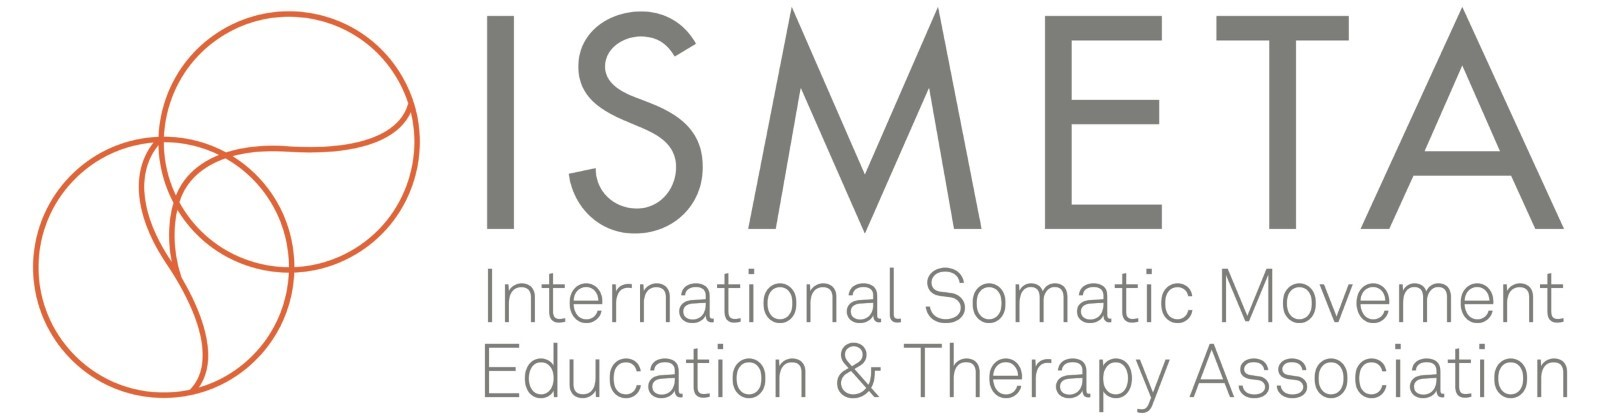 ISMETA
International Somatic Movement
Education & Therapy Association